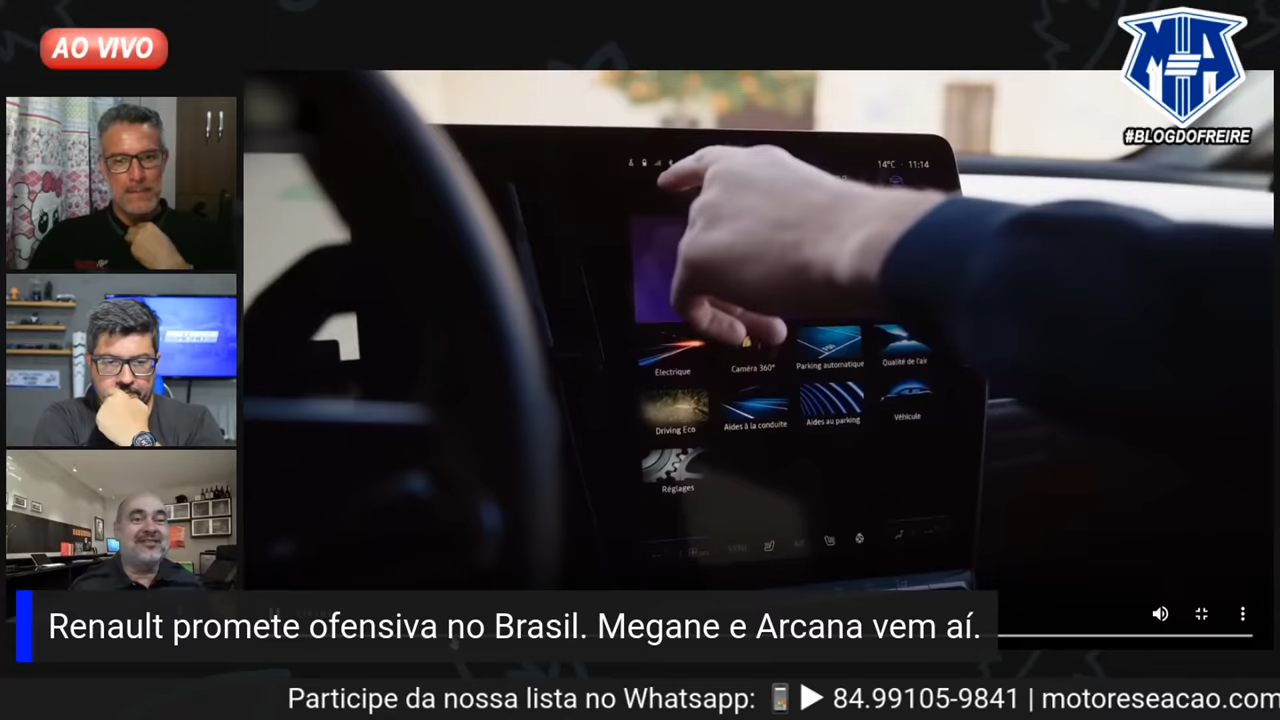 AO VIVO
MA
#BLOGDOFREIRE
14°C · 11:14
Electrique
Caméra 360°
Parking automatique
Qualité de l'air
Driving Eco
Aides à la conduite
Aides au parking
Véhicule
Réglages
Renault promete ofensiva no Brasil. Megane e Arcana vem aí.
Participe da nossa lista no Whatsapp: 📱▶ 84.99105-9841 | motoreseacao.com